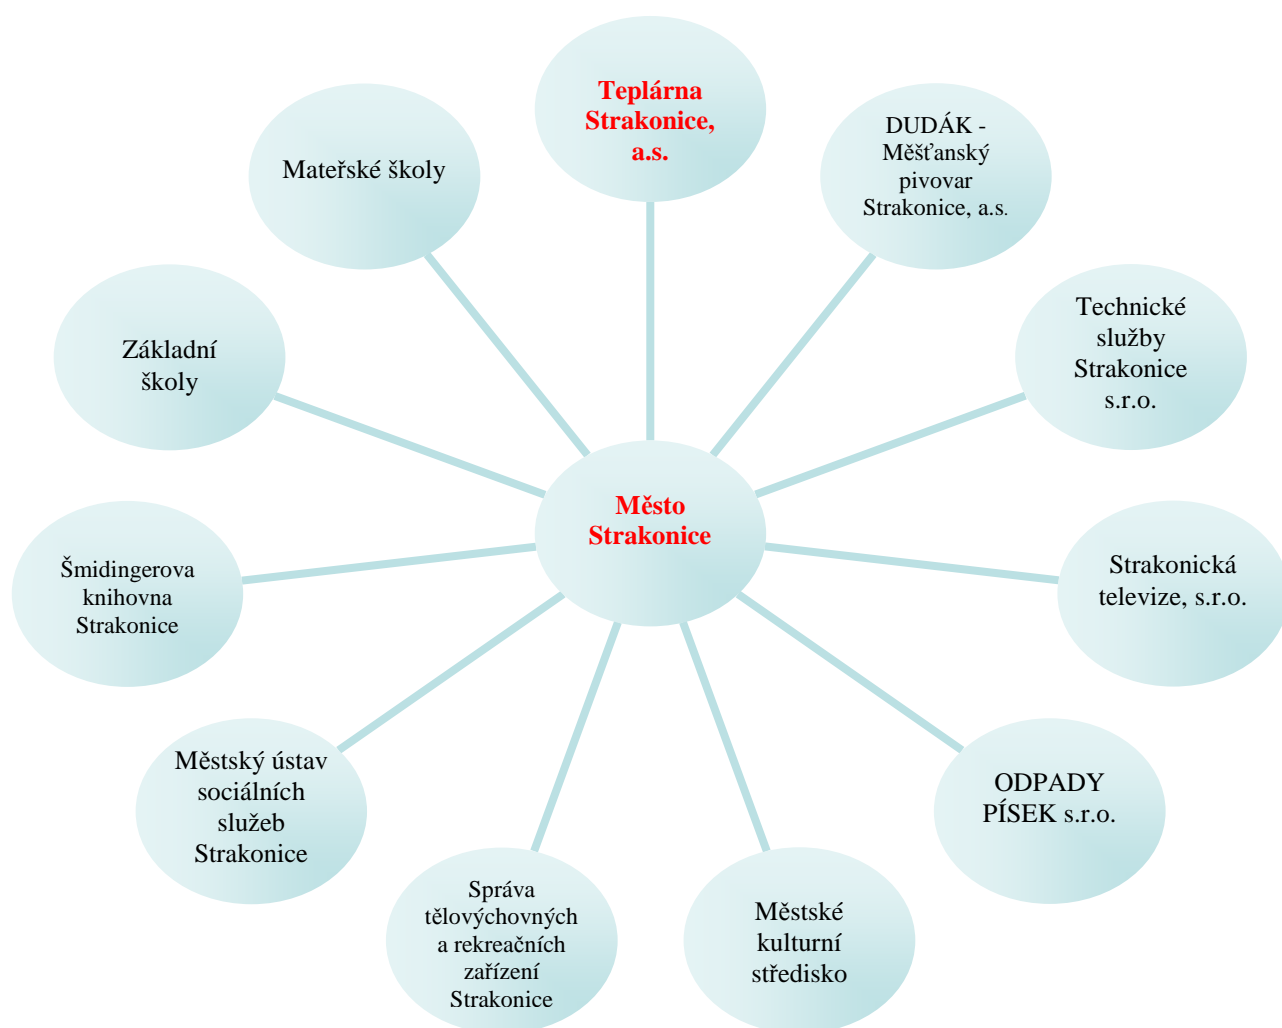 Teplárna
Strakonice,
a.s.
DUDÁK -
Měšťanský
pivovar
Strakonice, a.s.
Technické
služby
Strakonice
s.r.o.
Strakonická
televize, s.r.o.
ODPADY
PÍSEK s.r.o.
Městské
kulturní
středisko
Správa
tělovýchovných
a rekreačních
zařízení
Strakonice
Městský ústav
sociálních
služeb
Strakonice
Šmidingerova
knihovna
Strakonice
Základní
školy
Mateřské školy
Město
Strakonice